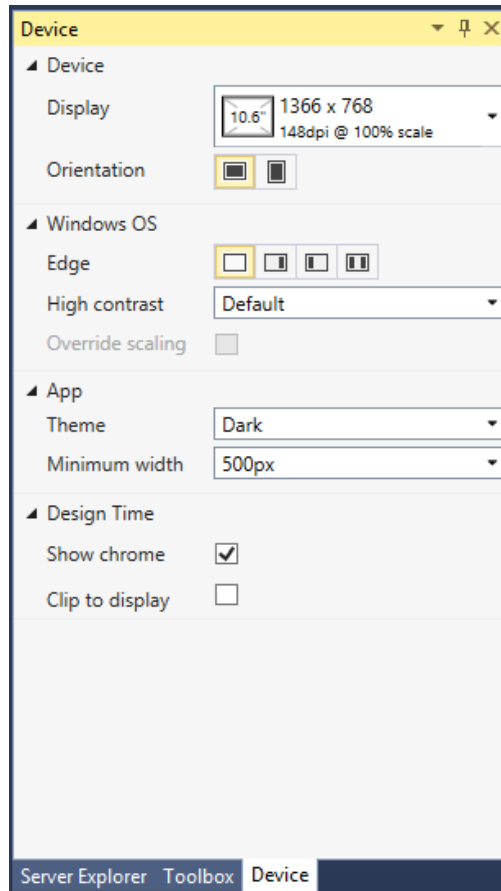 Device
Device
Display
10.6"
1366 x 768
148dpi @ 100% scale
Orientation
Windows OS
Edge
High contrast
Default
Override scaling
App
Theme
Dark
Minimum width
500px
Design Time
Show chrome
Clip to display
Server Explorer Toolbox Device